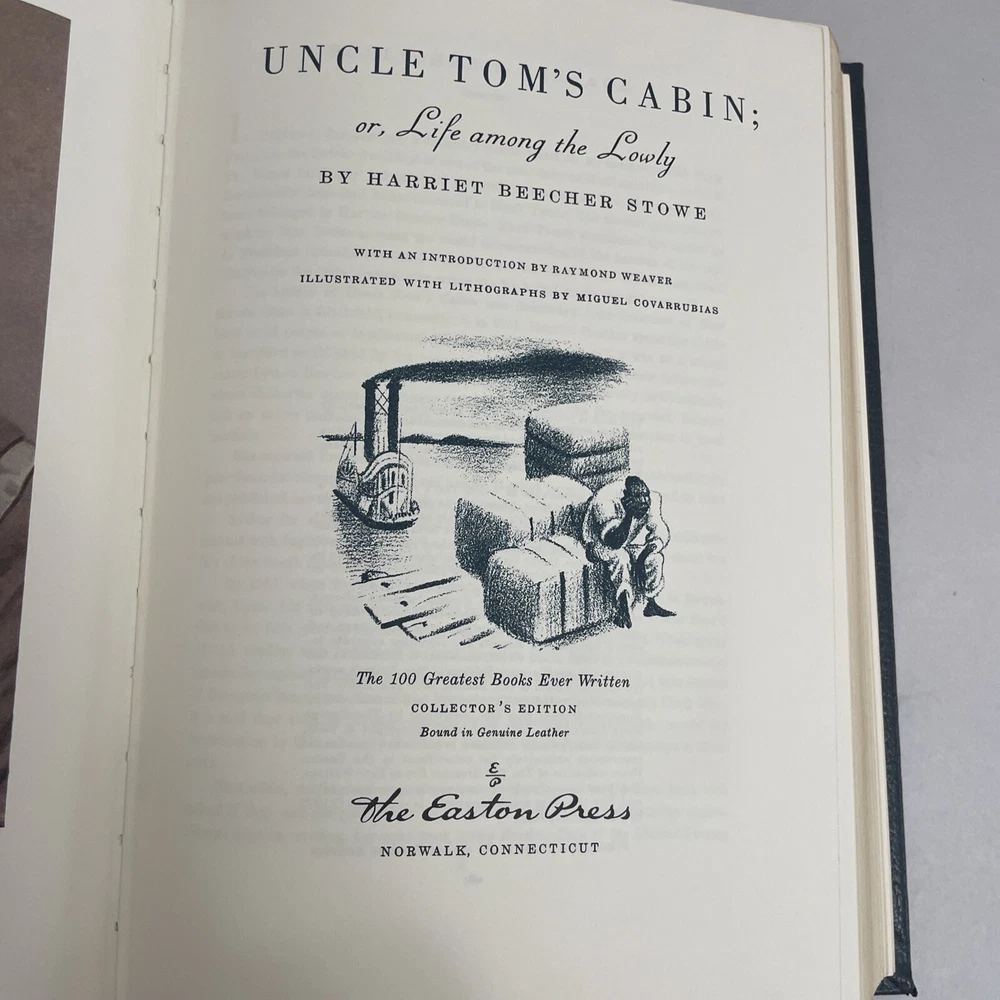 UNCLE TOM'S CABIN;
or, Life among the Lowly
BY HARRIET BEECHER STOWE
WITH AN INTRODUCTION BY RAYMOND WEAVER
ILLUSTRATED WITH LITHOGRAPHS BY MIGUEL COVARRUBIAS
The 100 Greatest Books Ever Written
COLLECTOR'S EDITION
Bound in Genuine Leather
E
P
The Easton Press
NORWALK, CONNECTICUT